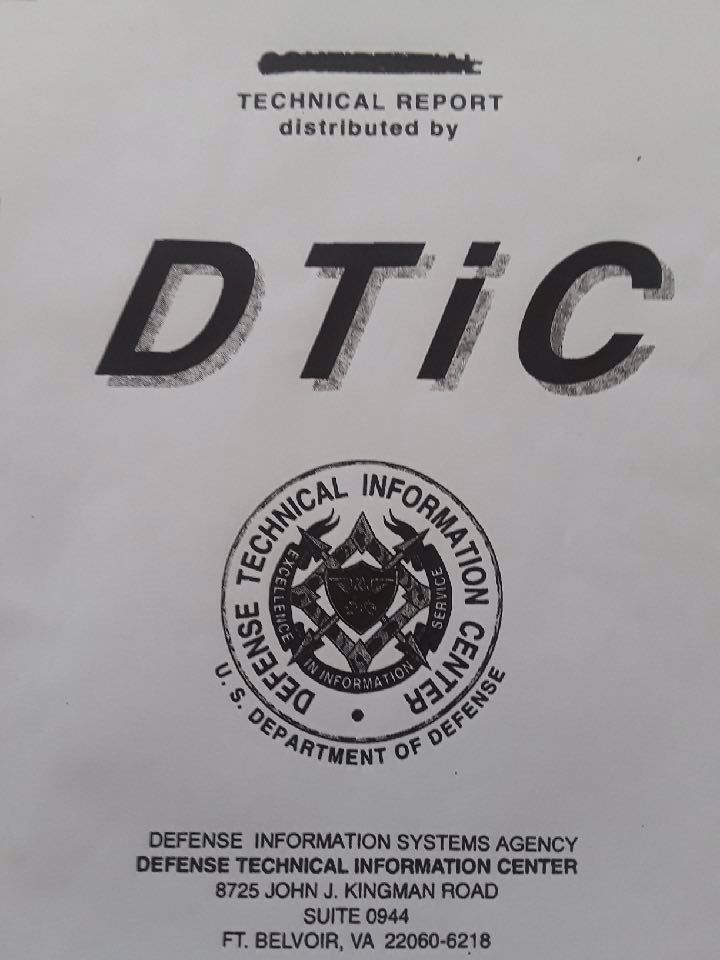 TECHNICAL REPORT
distributed by
DTiC
DEFENSE TECHNICAL INFORMATION CENTER
EXCELLENCE
IN INFORMATION
SERVICE
U. S. DEPARTMENT OF DEFENSE
DEFENSE INFORMATION SYSTEMS AGENCY
DEFENSE TECHNICAL INFORMATION CENTER
8725 JOHN J. KINGMAN ROAD
SUITE 0944
FT. BELVOIR, VA 22060-6218